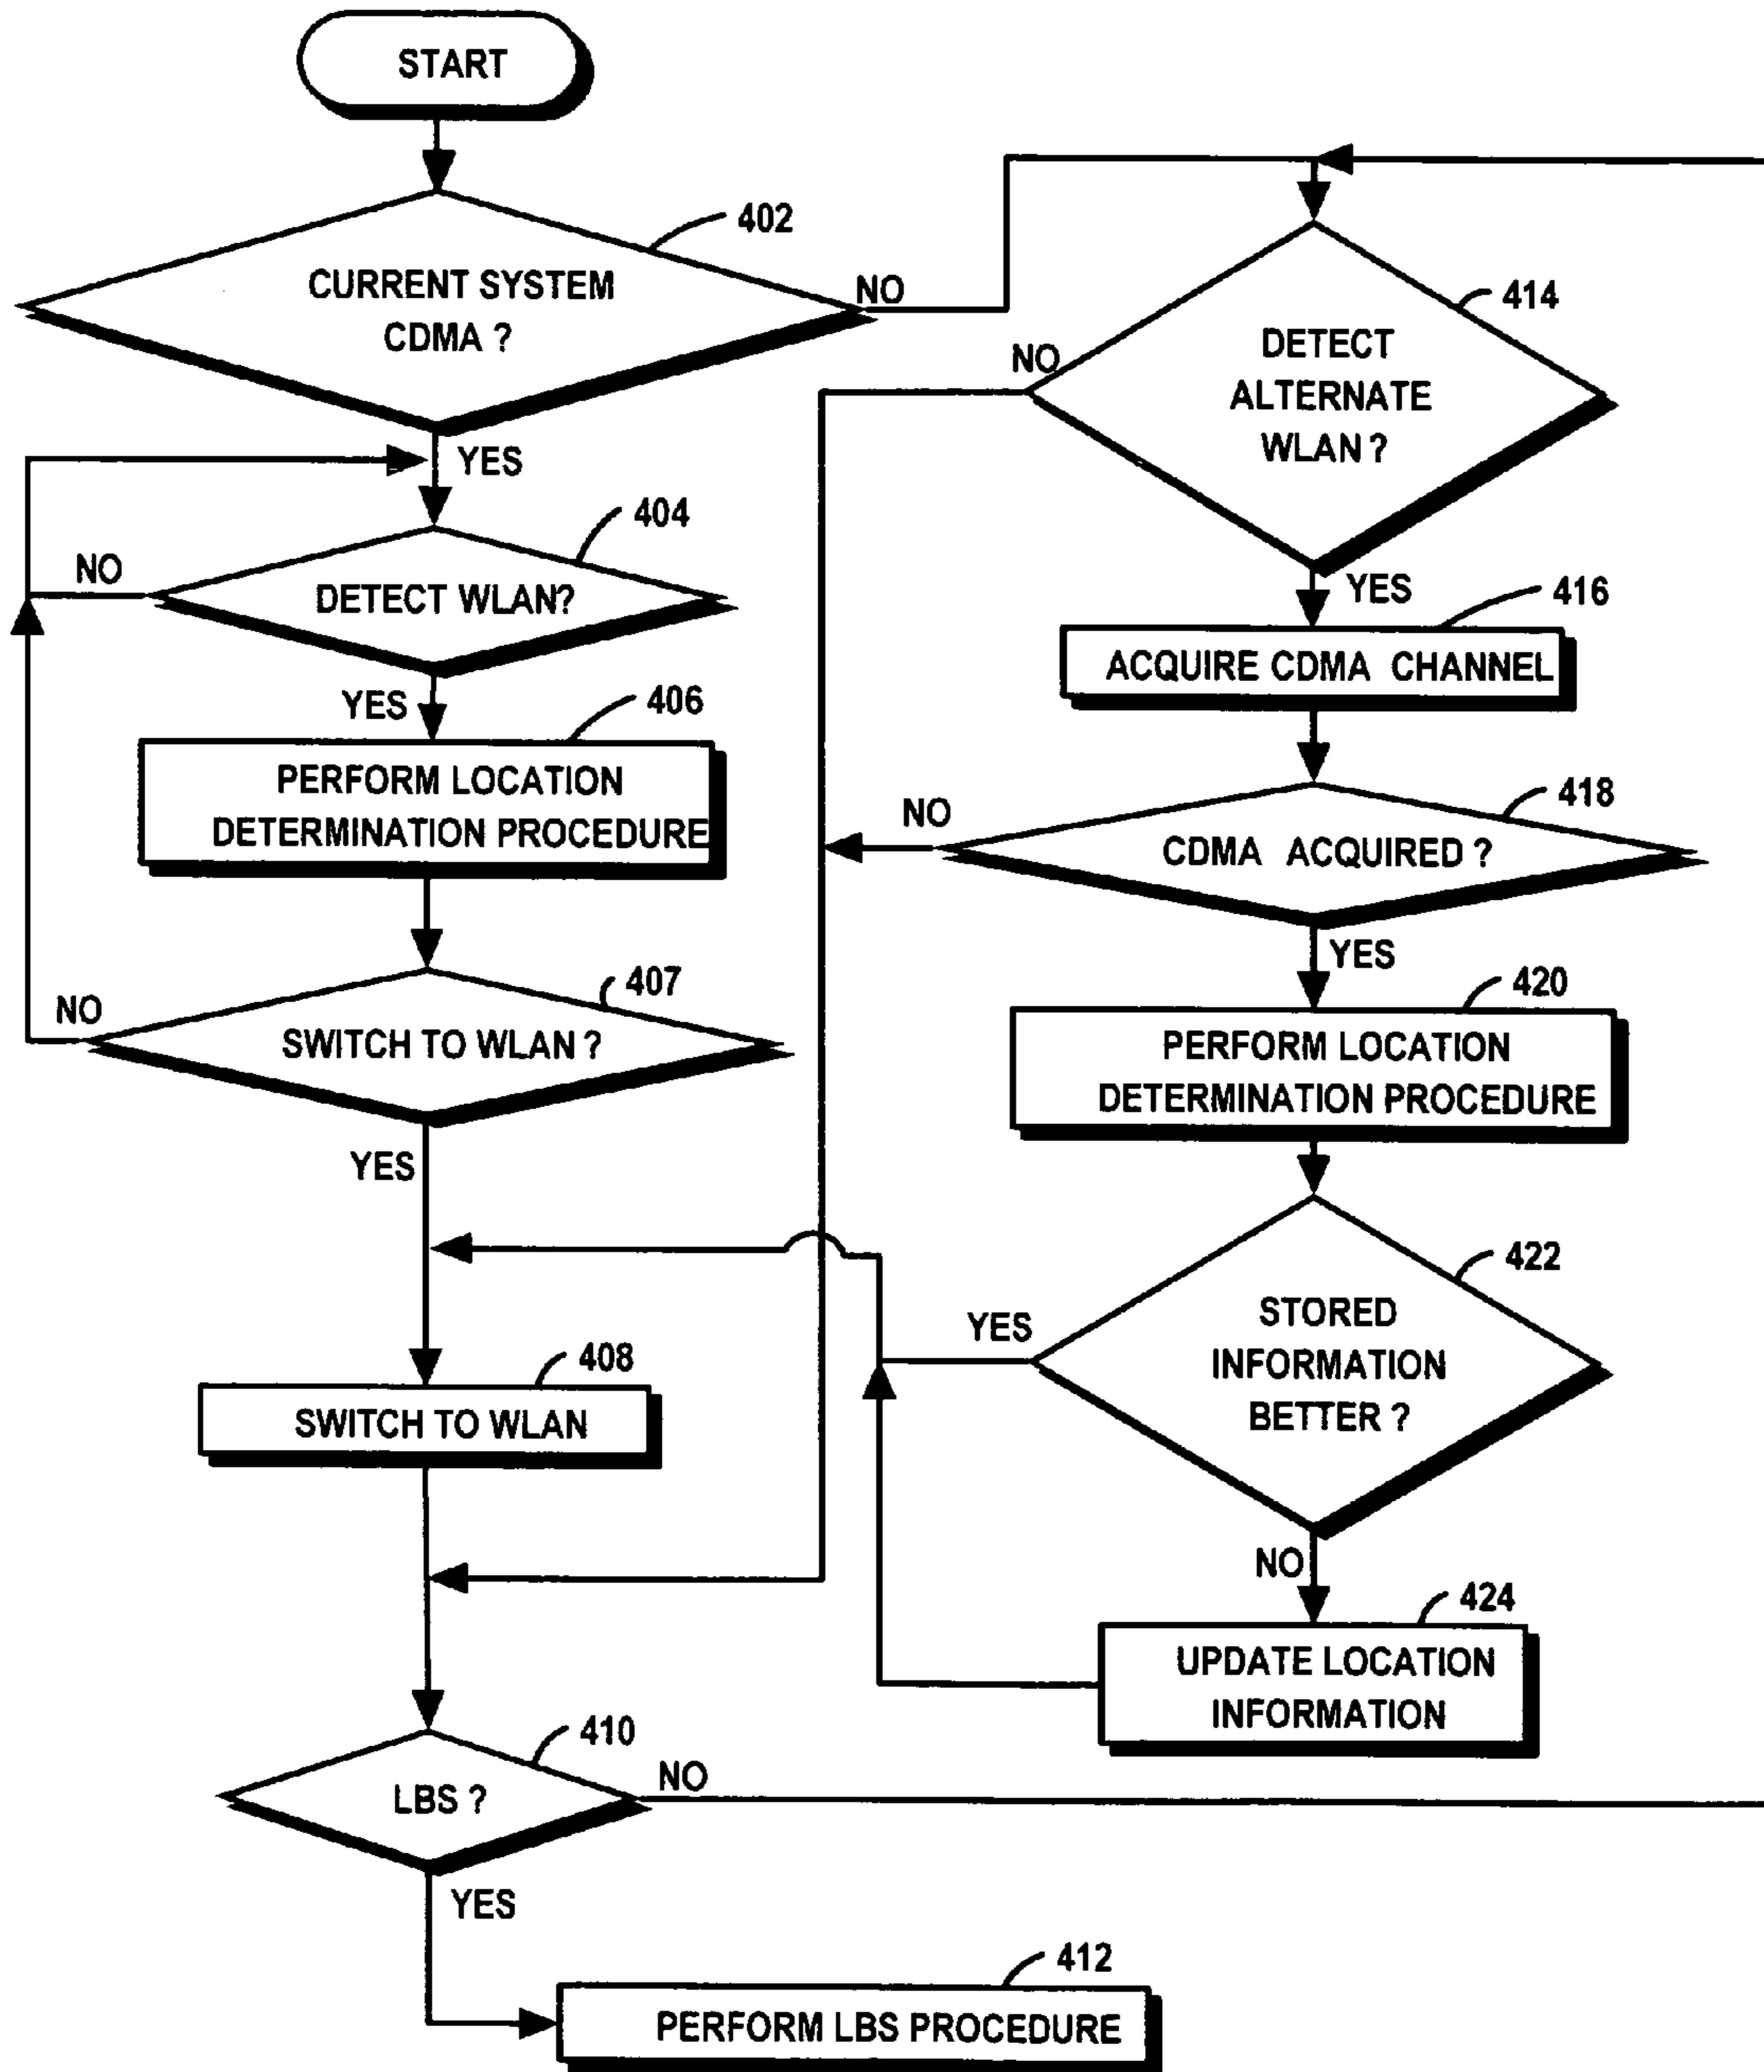 START
402
CURRENT SYSTEM
CDMA ?
NO
YES
404
NO
DETECT WLAN?
YES
406
PERFORM LOCATION
DETERMINATION PROCEDURE
407
NO
SWITCH TO WLAN ?
YES
408
SWITCH TO WLAN
410
LBS ?
NO
YES
412
PERFORM LBS PROCEDURE
414
DETECT
ALTERNATE
WLAN ?
NO
YES
416
ACQUIRE CDMA CHANNEL
418
NO
CDMA ACQUIRED ?
YES
420
PERFORM LOCATION
DETERMINATION PROCEDURE
422
STORED
INFORMATION
BETTER ?
YES
NO
424
UPDATE LOCATION
INFORMATION